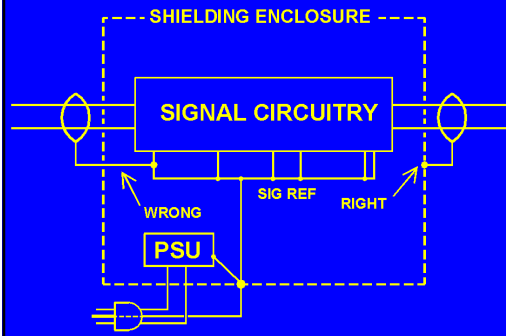 SHIELDING ENCLOSURE
SIGNAL CIRCUITRY
SIG REF
WRONG
RIGHT
PSU